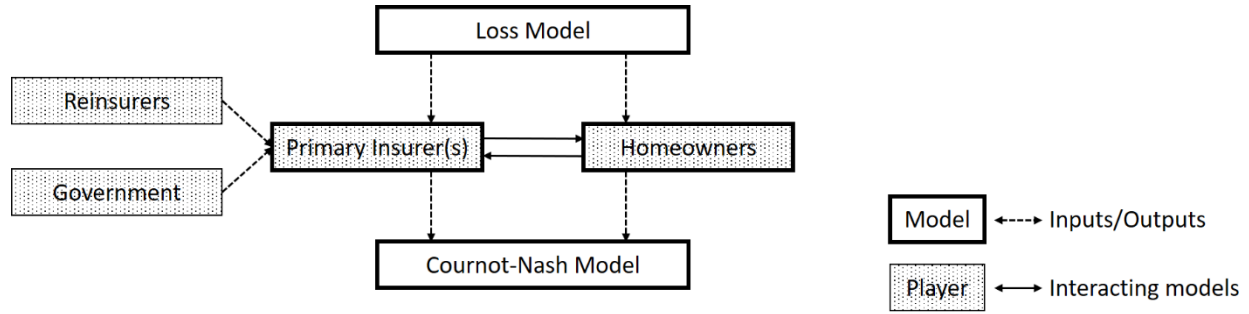 Loss Model
Reinsurers
Primary Insurer(s)
Homeowners
Government
Cournot-Nash Model
Model
Inputs/Outputs
Player
Interacting models